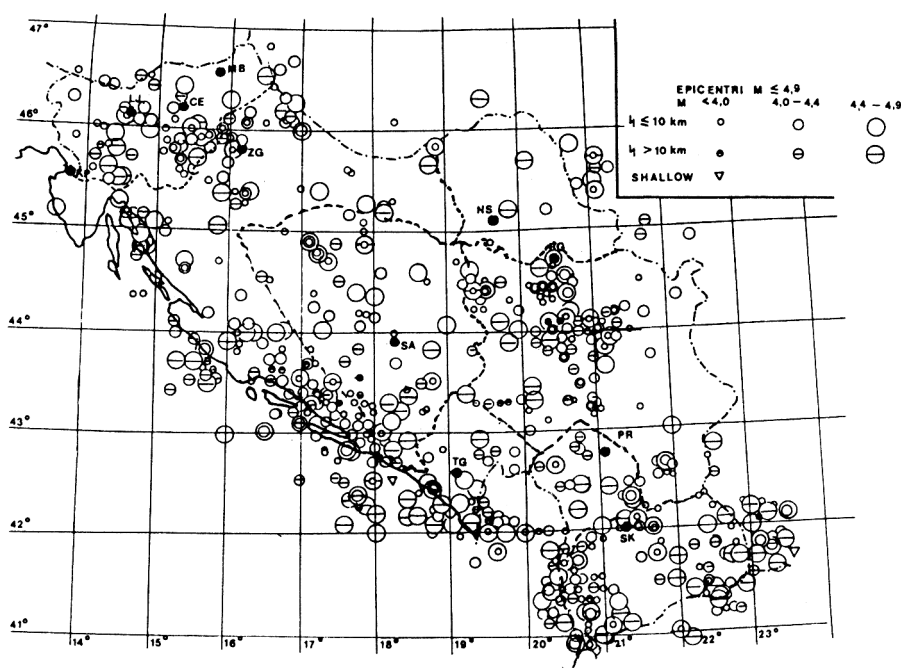 47°
EPICENTRI M ≤ 4,9
M < 4,0 4,0-4,4 4,4-4,9
h ≤ 10 km
h > 10 km
SHALLOW
MB
CE
46°
ZG
45°
NS
44°
SA
43°
PR
TG
42°
SK
41°
14° 15° 16° 17° 18° 19° 20° 21° 22° 23°